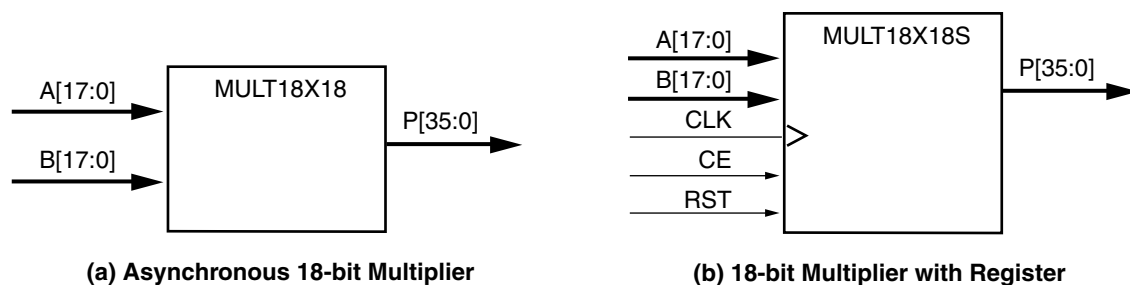 MULT18X18
A[17:0]
B[17:0]
P[35:0]
(a) Asynchronous 18-bit Multiplier
MULT18X18S
A[17:0]
B[17:0]
CLK
CE
RST
P[35:0]
(b) 18-bit Multiplier with Register